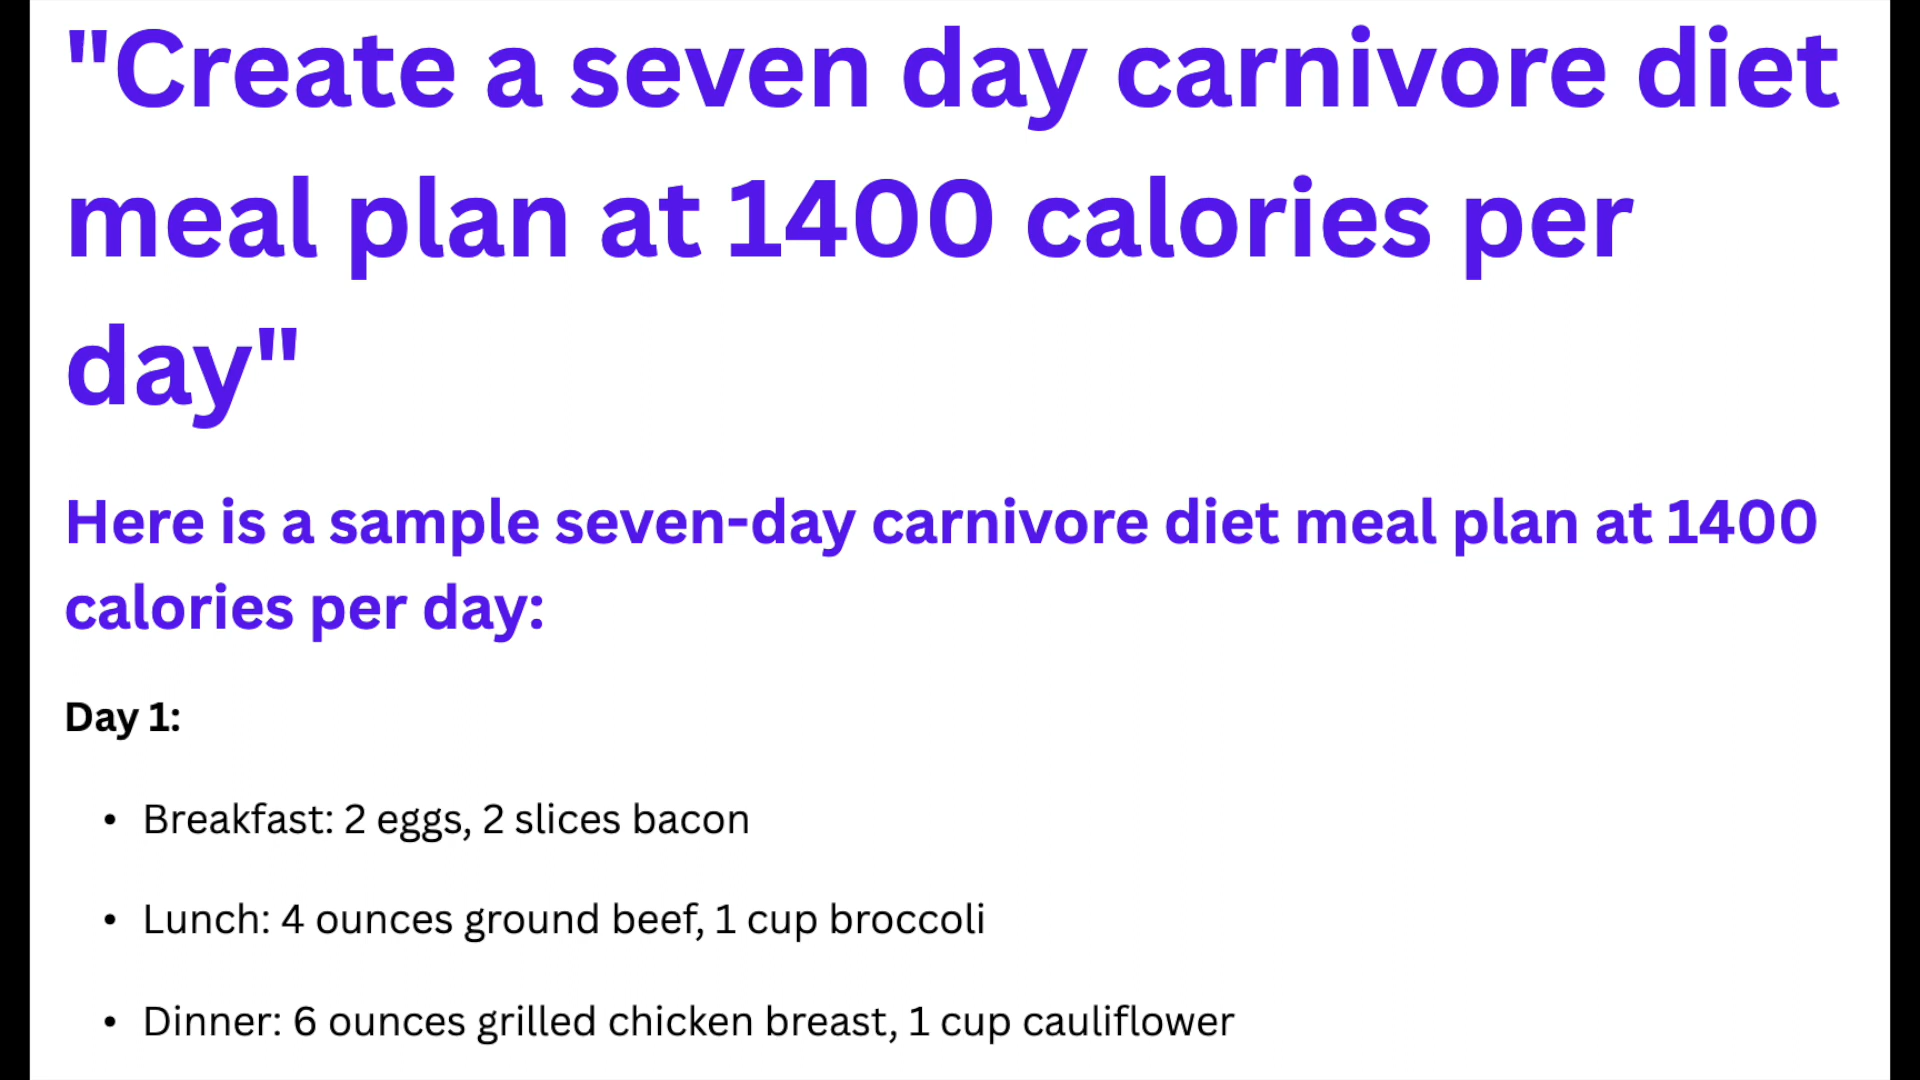 "Create a seven day carnivore diet
meal plan at 1400 calories per
day"
Here is a sample seven-day carnivore diet meal plan at 1400
calories per day:
Day 1:
• Breakfast: 2 eggs, 2 slices bacon
• Lunch: 4 ounces ground beef, 1 cup broccoli
• Dinner: 6 ounces grilled chicken breast, 1 cup cauliflower